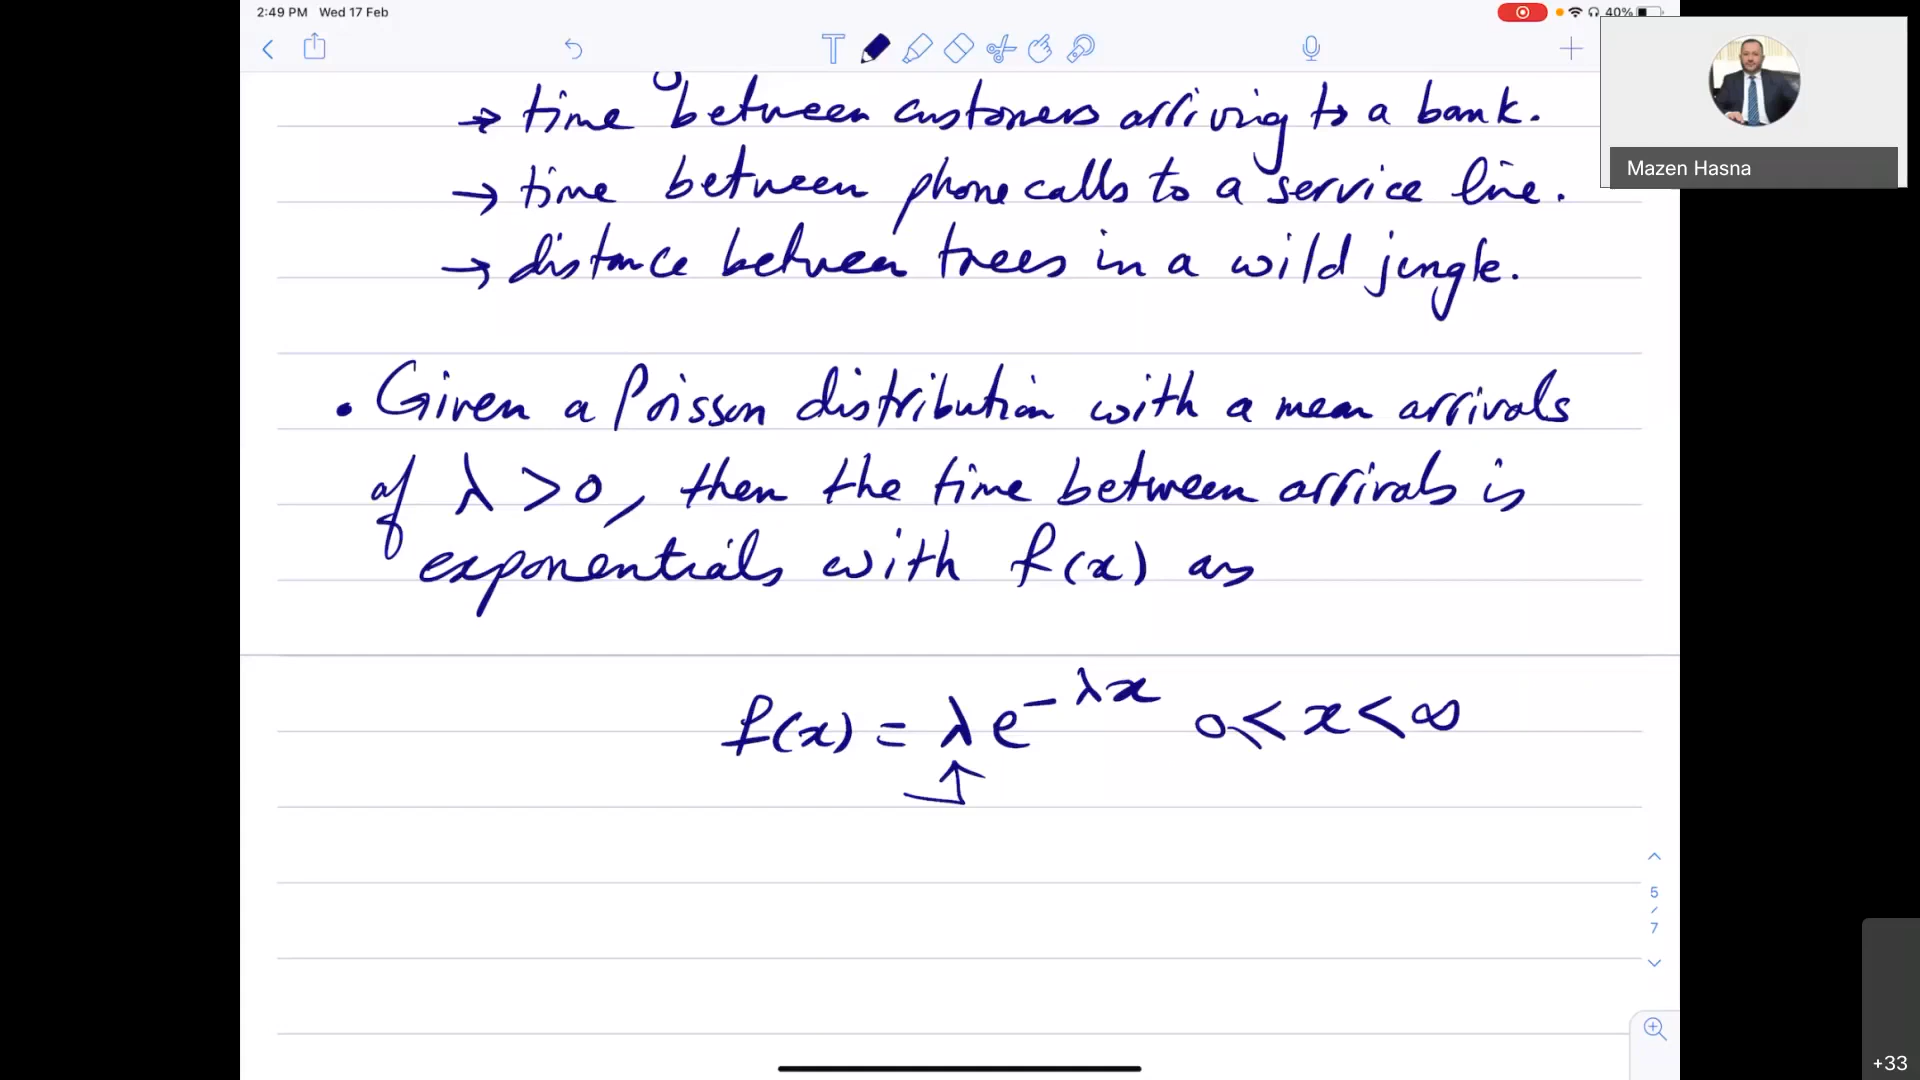 2:49 PM Wed 17 Feb
40%
Mazen Hasna
→ time between customers arriving to a bank.
→ time between phone calls to a service line.
→ distance between trees in a wild jungle.
• Given a Poisson distribution with a mean arrivals
of λ > 0, then the time between arrivals is
exponentials with f(x) as
f(x) = λ e^{-λx} 0 ≤ x < ∞
5
/
7
+33